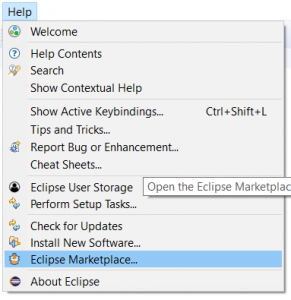 Help
Welcome
Help Contents
Search
Show Contextual Help
Show Active Keybindings... Ctrl+Shift+L
Tips and Tricks...
Report Bug or Enhancement...
Cheat Sheets...
Eclipse User Storage Open the Eclipse Marketplac
Perform Setup Tasks...
Check for Updates
Install New Software...
Eclipse Marketplace...
About Eclipse